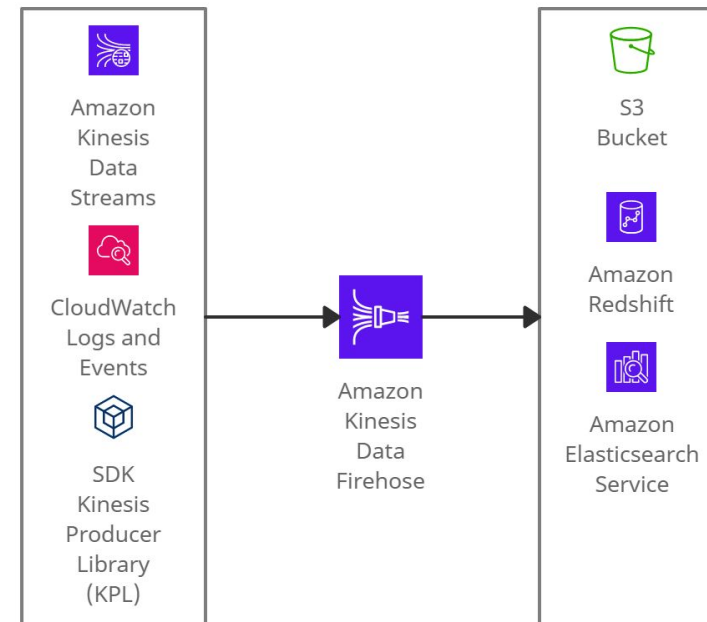 Amazon
Kinesis
Data
Streams
CloudWatch
Logs and
Events
SDK
Kinesis
Producer
Library
(KPL)
Amazon
Kinesis
Data
Firehose
S3
Bucket
Amazon
Redshift
Amazon
Elasticsearch
Service